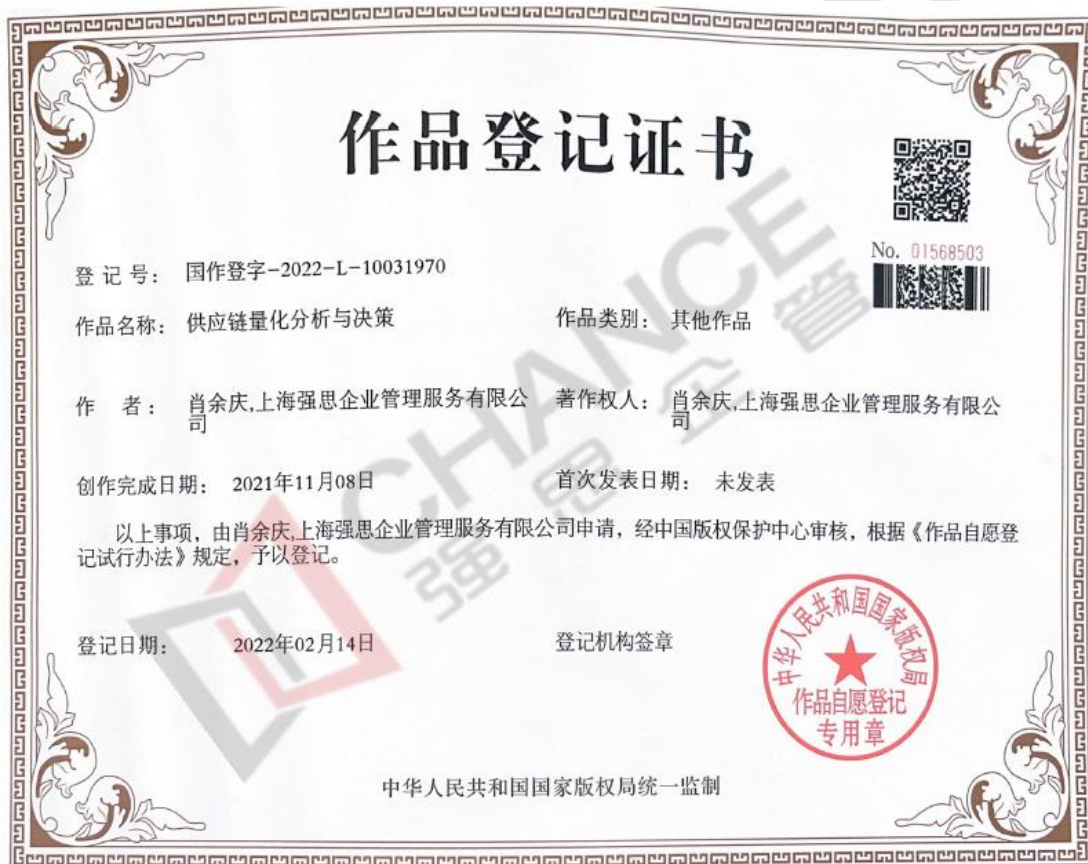 作品登记证书
No. 01568503
登 记 号： 国作登字-2022-L-10031970
作品名称： 供应链量化分析与决策
作品类别： 其他作品
作 者： 肖余庆,上海强思企业管理服务有限公
司
著作权人： 肖余庆,上海强思企业管理服务有限公
司
创作完成日期： 2021年11月08日
首次发表日期： 未发表
以上事项，由肖余庆,上海强思企业管理服务有限公司申请，经中国版权保护中心审核，根据《作品自愿登
记试行办法》规定，予以登记。
登记日期： 2022年02月14日
登记机构签章
中华人民共和国国家版权局
作品自愿登记
专用章
中华人民共和国国家版权局统一监制
CHANCE
强思企管